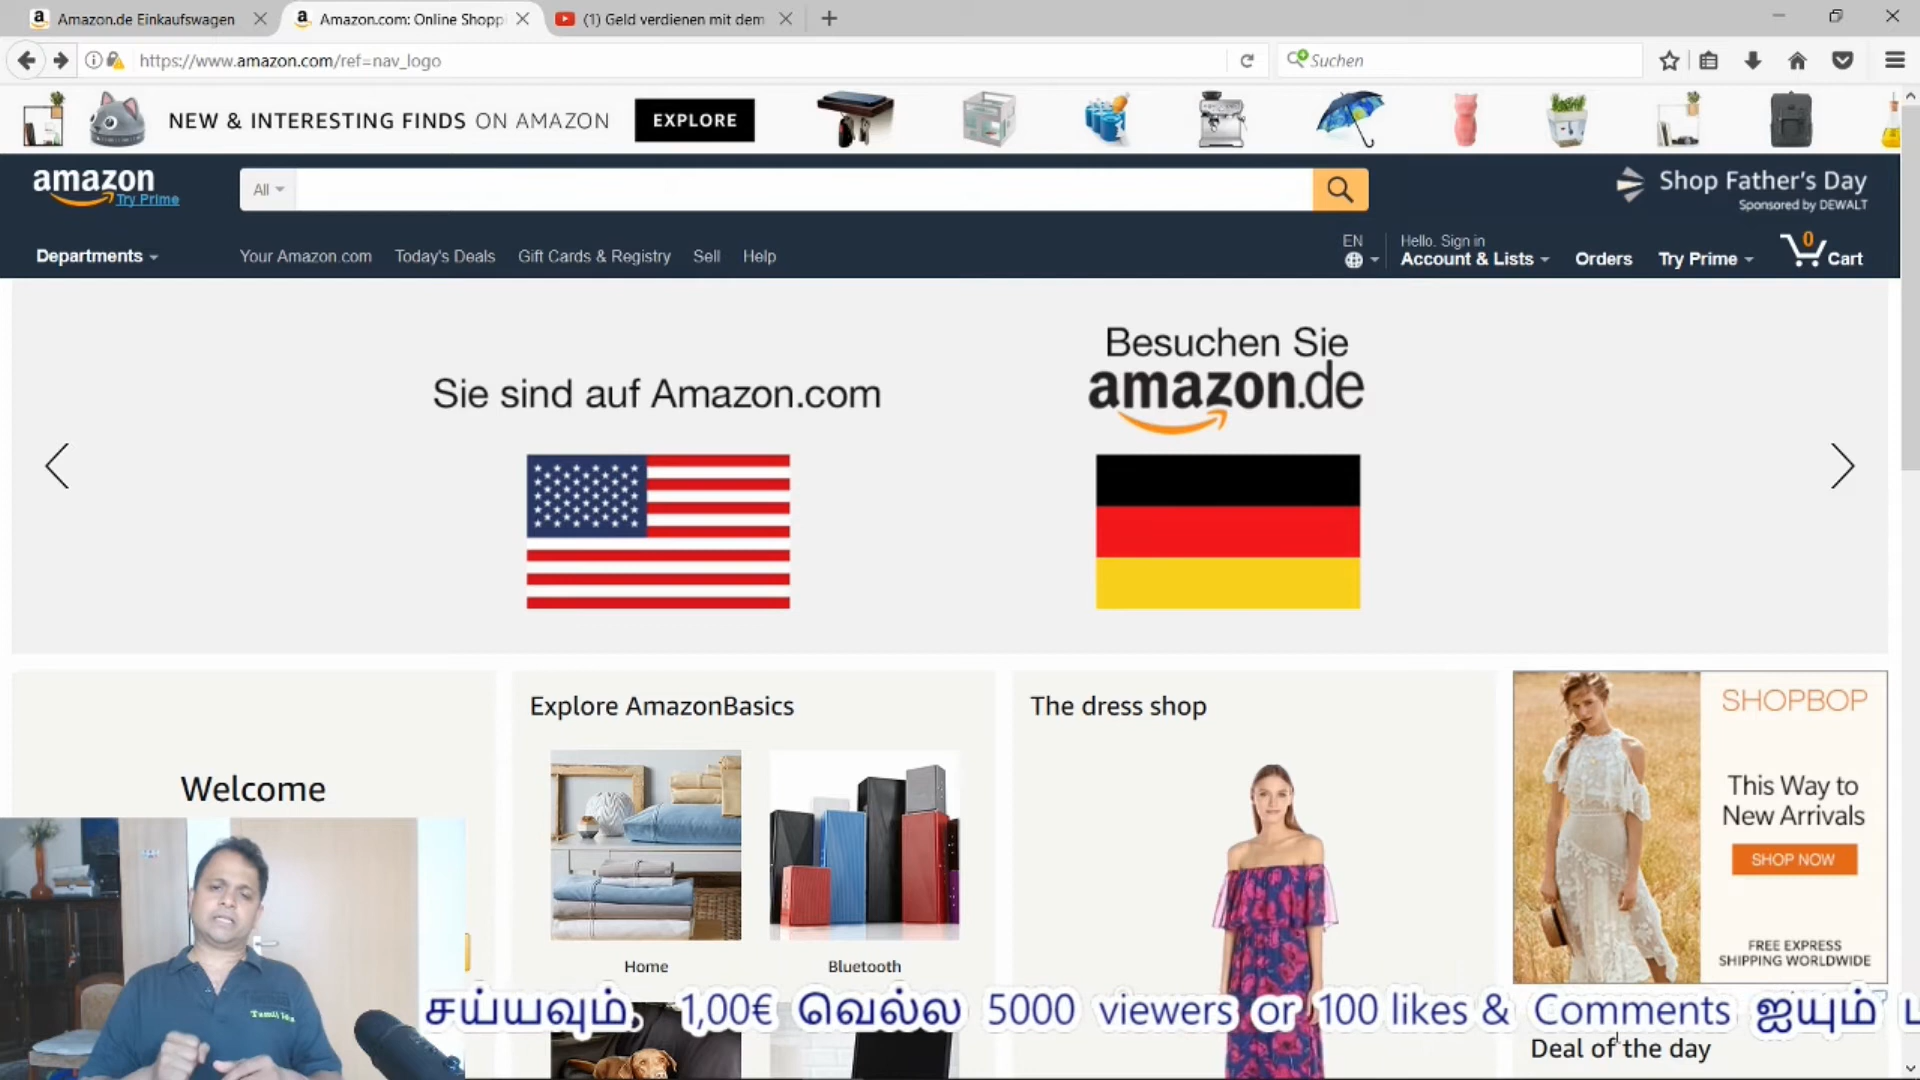 Amazon.de Einkaufswagen
Amazon.com: Online Shoppi
(1) Geld verdienen mit dem
https://www.amazon.com/ref=nav_logo
Suchen
NEW & INTERESTING FINDS ON AMAZON
EXPLORE
amazon
Try Prime
All
Shop Father's Day
Sponsored by DEWALT
Departments
Your Amazon.com
Today's Deals
Gift Cards & Registry
Sell
Help
EN
Hello. Sign in
Account & Lists
Orders
Try Prime
0
Cart
Sie sind auf Amazon.com
Besuchen Sie
amazon.de
Welcome
Explore AmazonBasics
Home
Bluetooth
The dress shop
SHOPBOP
This Way to
New Arrivals
SHOP NOW
FREE EXPRESS
SHIPPING WORLDWIDE
சய்யவும். 1,00€ வெல்ல 5000 viewers or 100 likes & Comments ஐயும்
Deal of the day